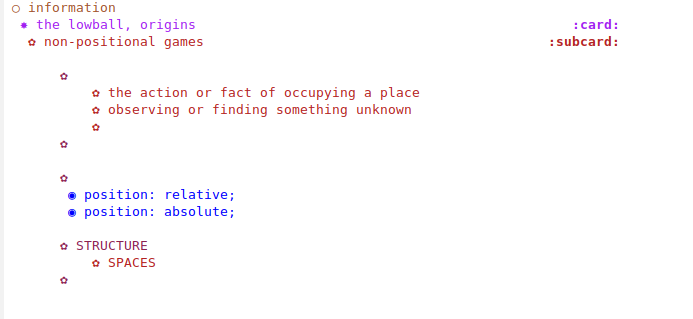 ○ information
✸ the lowball, origins :card:
✿ non-positional games :subcard:
✿
✿ the action or fact of occupying a place
✿ observing or finding something unknown
✿
✿
✿
◉ position: relative;
◉ position: absolute;
✿ STRUCTURE
✿ SPACES
✿